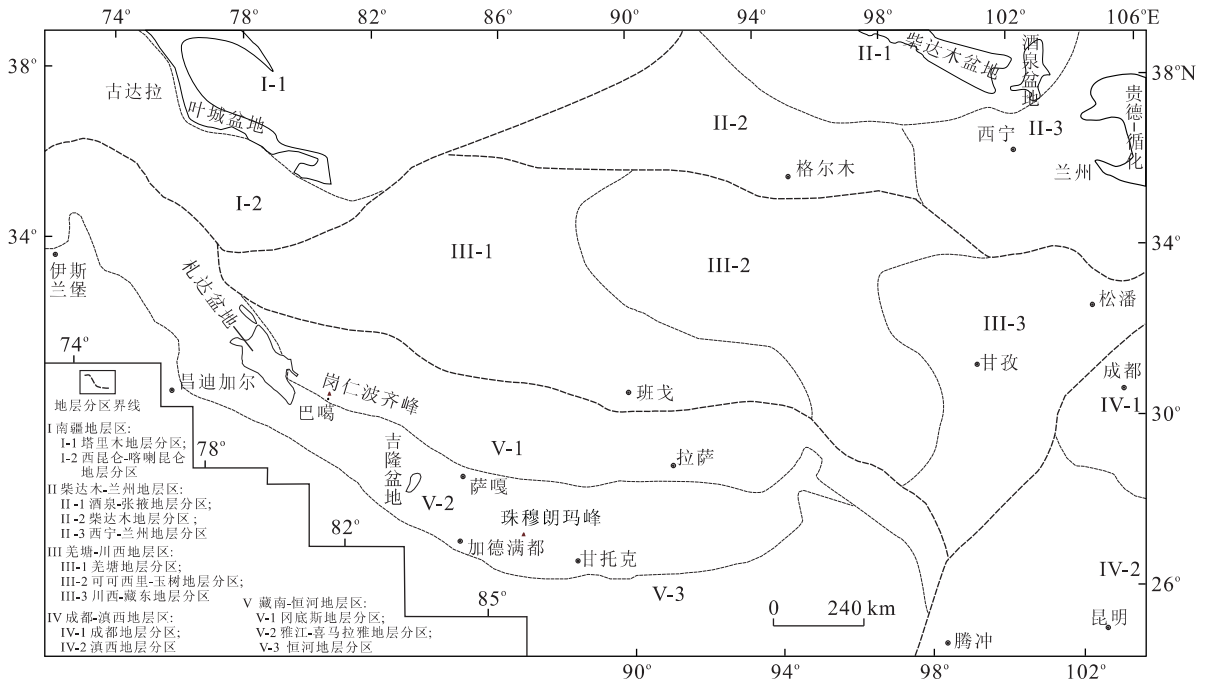 74° 78° 82° 86° 90° 94° 98° 102° 106°E
38°
38°N
34°
34°
30°
26°
古达拉
I-1
叶城盆地
I-2
II-1
柴达木盆地
酒泉盆地
II-2
西宁
II-3
贵德-循化
格尔木
兰州
伊斯
兰堡
札达盆地
III-1
III-2
III-3
松潘
甘孜
成都
IV-1
昌迪加尔
岗仁波齐峰
巴噶
班戈
V-1
拉萨
吉隆盆地
V-2
萨嘎
珠穆朗玛峰
加德满都
甘托克
V-3
IV-2
昆明
腾冲
0 240 km
74°
78°
82°
85°
90° 94° 98° 102°
地层分区界线
I 南疆地层区:
I-1 塔里木地层分区;
I-2 西昆仑-喀喇昆仑
地层分区
II 柴达木-兰州地层区:
II-1 酒泉-张掖地层分区;
II-2 柴达木地层分区;
II-3 西宁-兰州地层分区
III 羌塘-川西地层区:
III-1 羌塘地层分区;
III-2 可可西里-玉树地层分区;
III-3 川西-藏东地层分区
IV 成都-滇西地层区:
IV-1 成都地层分区;
IV-2 滇西地层分区
V 藏南-恒河地层区:
V-1 冈底斯地层分区;
V-2 雅江-喜马拉雅地层分区;
V-3 恒河地层分区